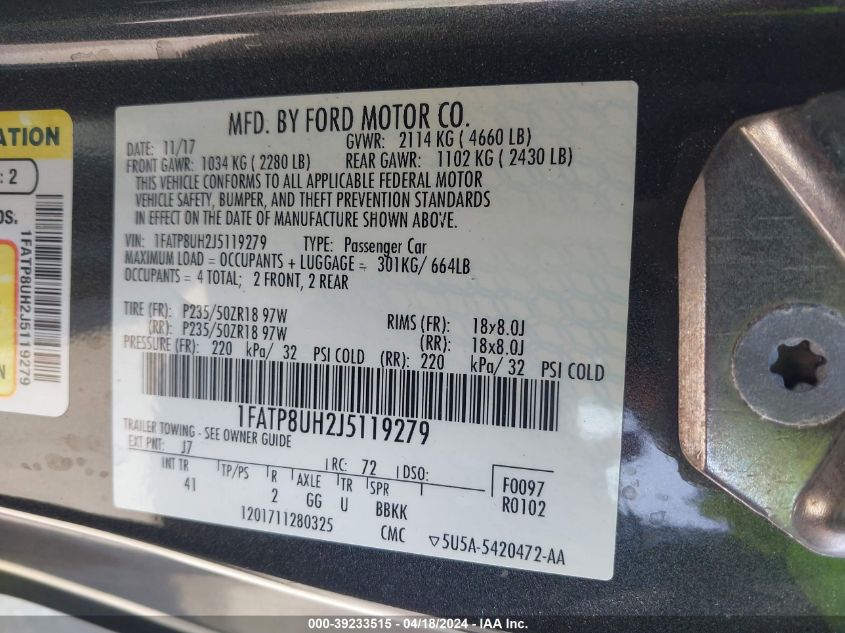 ATION
: 2
DS.
1FATP8UH2J5119279
N
MFD. BY FORD MOTOR CO.
DATE: 11/17 GVWR: 2114 KG ( 4660 LB)
FRONT GAWR: 1034 KG ( 2280 LB) REAR GAWR: 1102 KG ( 2430 LB)
THIS VEHICLE CONFORMS TO ALL APPLICABLE FEDERAL MOTOR
VEHICLE SAFETY, BUMPER, AND THEFT PREVENTION STANDARDS
IN EFFECT ON THE DATE OF MANUFACTURE SHOWN ABOVE.
VIN: 1FATP8UH2J5119279 TYPE: Passenger Car
MAXIMUM LOAD = OCCUPANTS + LUGGAGE = 301KG/ 664LB
OCCUPANTS = 4 TOTAL; 2 FRONT, 2 REAR
TIRE (FR): P235/50ZR18 97W RIMS (FR): 18x8.0J
(RR): P235/50ZR18 97W (RR): 18x8.0J
PRESSURE (FR): 220 kPa/ 32 PSI COLD (RR): 220 kPa/ 32 PSI COLD
1FATP8UH2J5119279
TRAILER TOWING - SEE OWNER GUIDE
EXT PNT: J7 RC: 72 DSO:
INT TR TP/PS R AXLE TR SPR
41 2 GG U BBKK
F0097
R0102
1201711280325 CMC ▽5U5A-5420472-AA
000-39233515 - 04/18/2024 - IAA Inc.